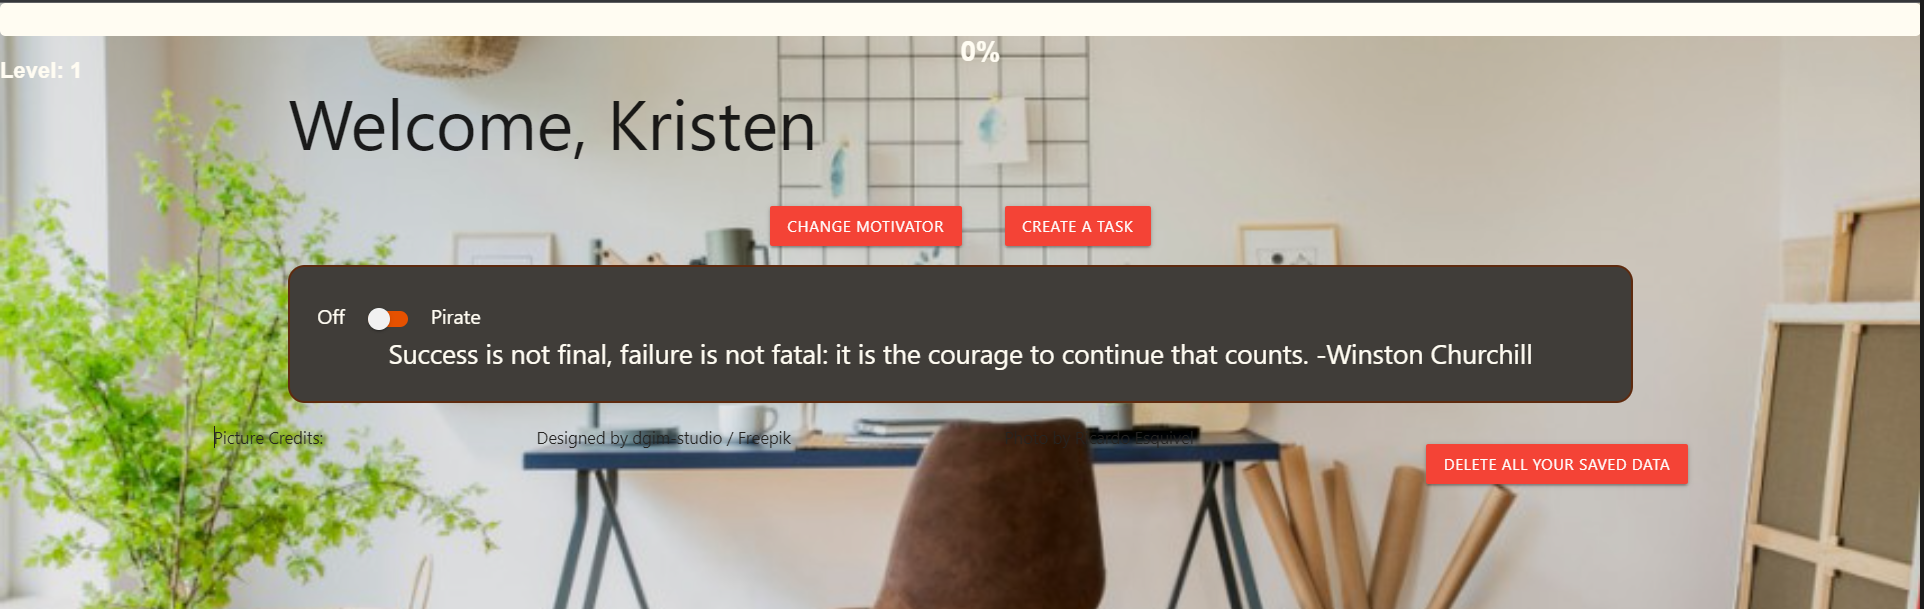 0%
Level: 1
Welcome, Kristen
CHANGE MOTIVATOR
CREATE A TASK
Off Pirate
Success is not final, failure is not fatal: it is the courage to continue that counts. -Winston Churchill
Picture Credits: Designed by dgim-studio / Freepik by Ricardo Esquivel
DELETE ALL YOUR SAVED DATA